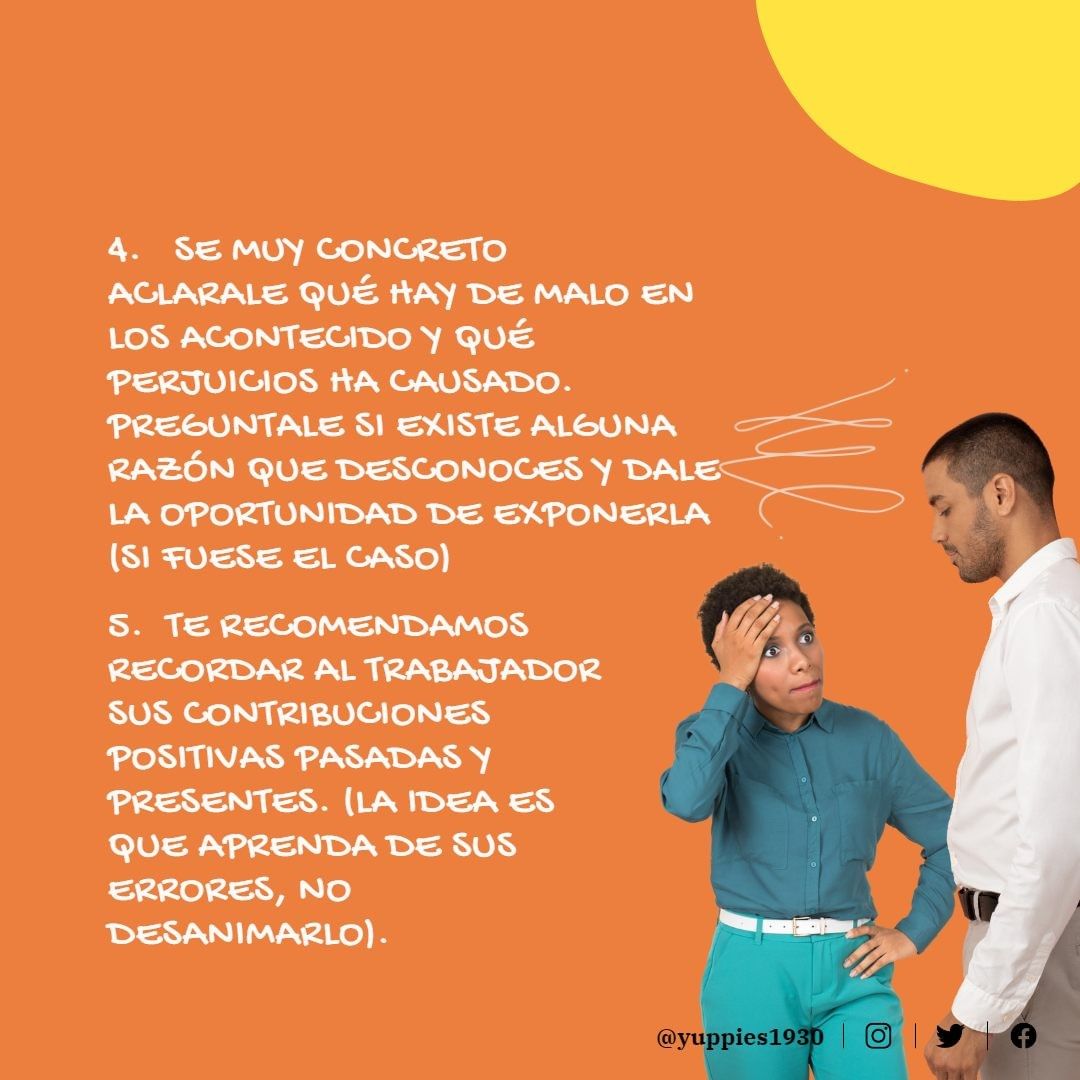 4. SE MUY CONCRETO
ACLARALE QUÉ HAY DE MALO EN
LOS ACONTECIDO Y QUÉ
PERJUICIOS HA CAUSADO.
PREGUNTALE SI EXISTE ALGUNA
RAZÓN QUE DESCONOCES Y DALE
LA OPORTUNIDAD DE EXPONERLA
(SI FUESE EL CASO)
5. TE RECOMENDAMOS
RECORDAR AL TRABAJADOR
SUS CONTRIBUCIONES
POSITIVAS PASADAS Y
PRESENTES. (LA IDEA ES
QUE APRENDA DE SUS
ERRORES, NO
DESANIMARLO).
@yuppies1930